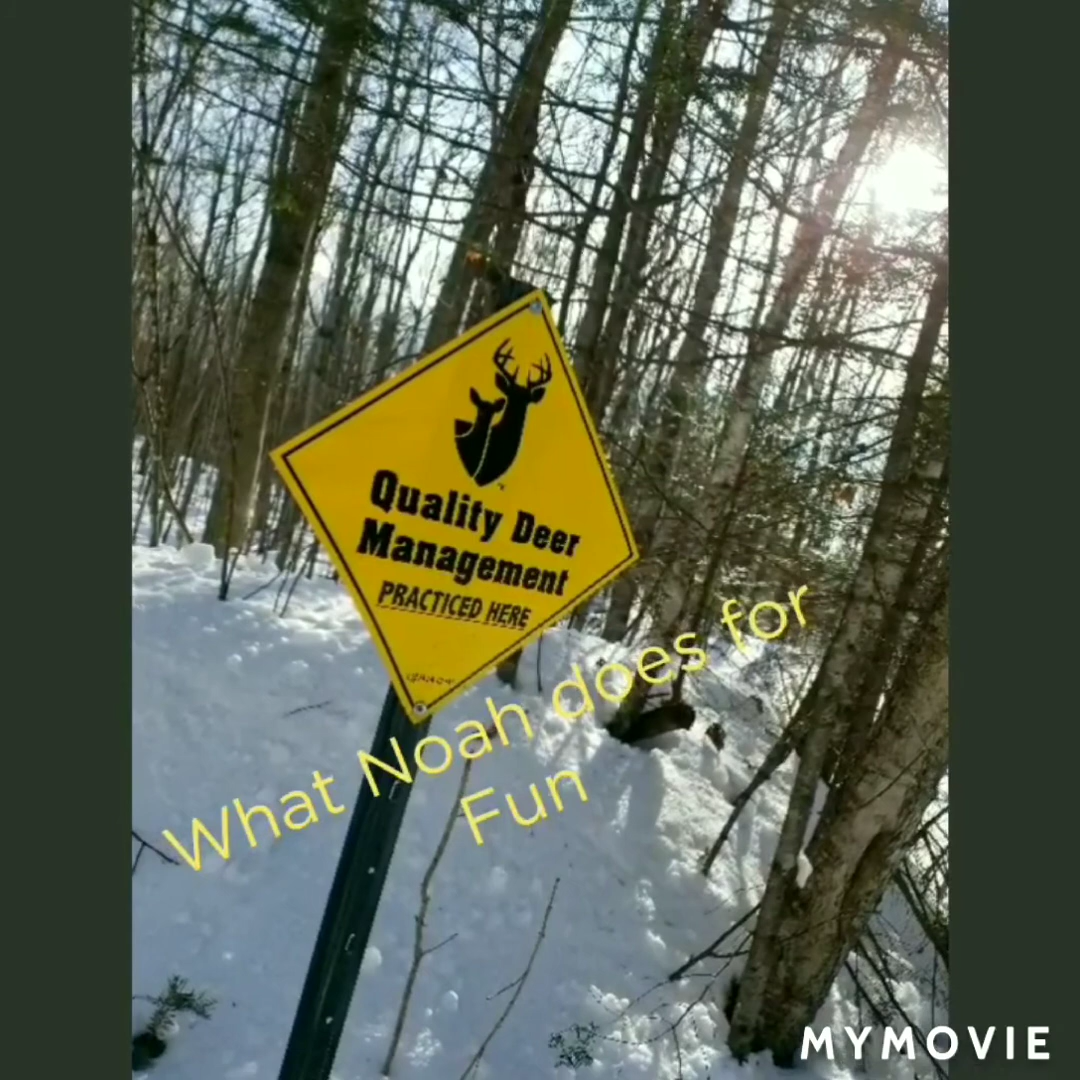 Quality Deer
Management
PRACTICED HERE
What Noah does for
Fun
MYMOVIE